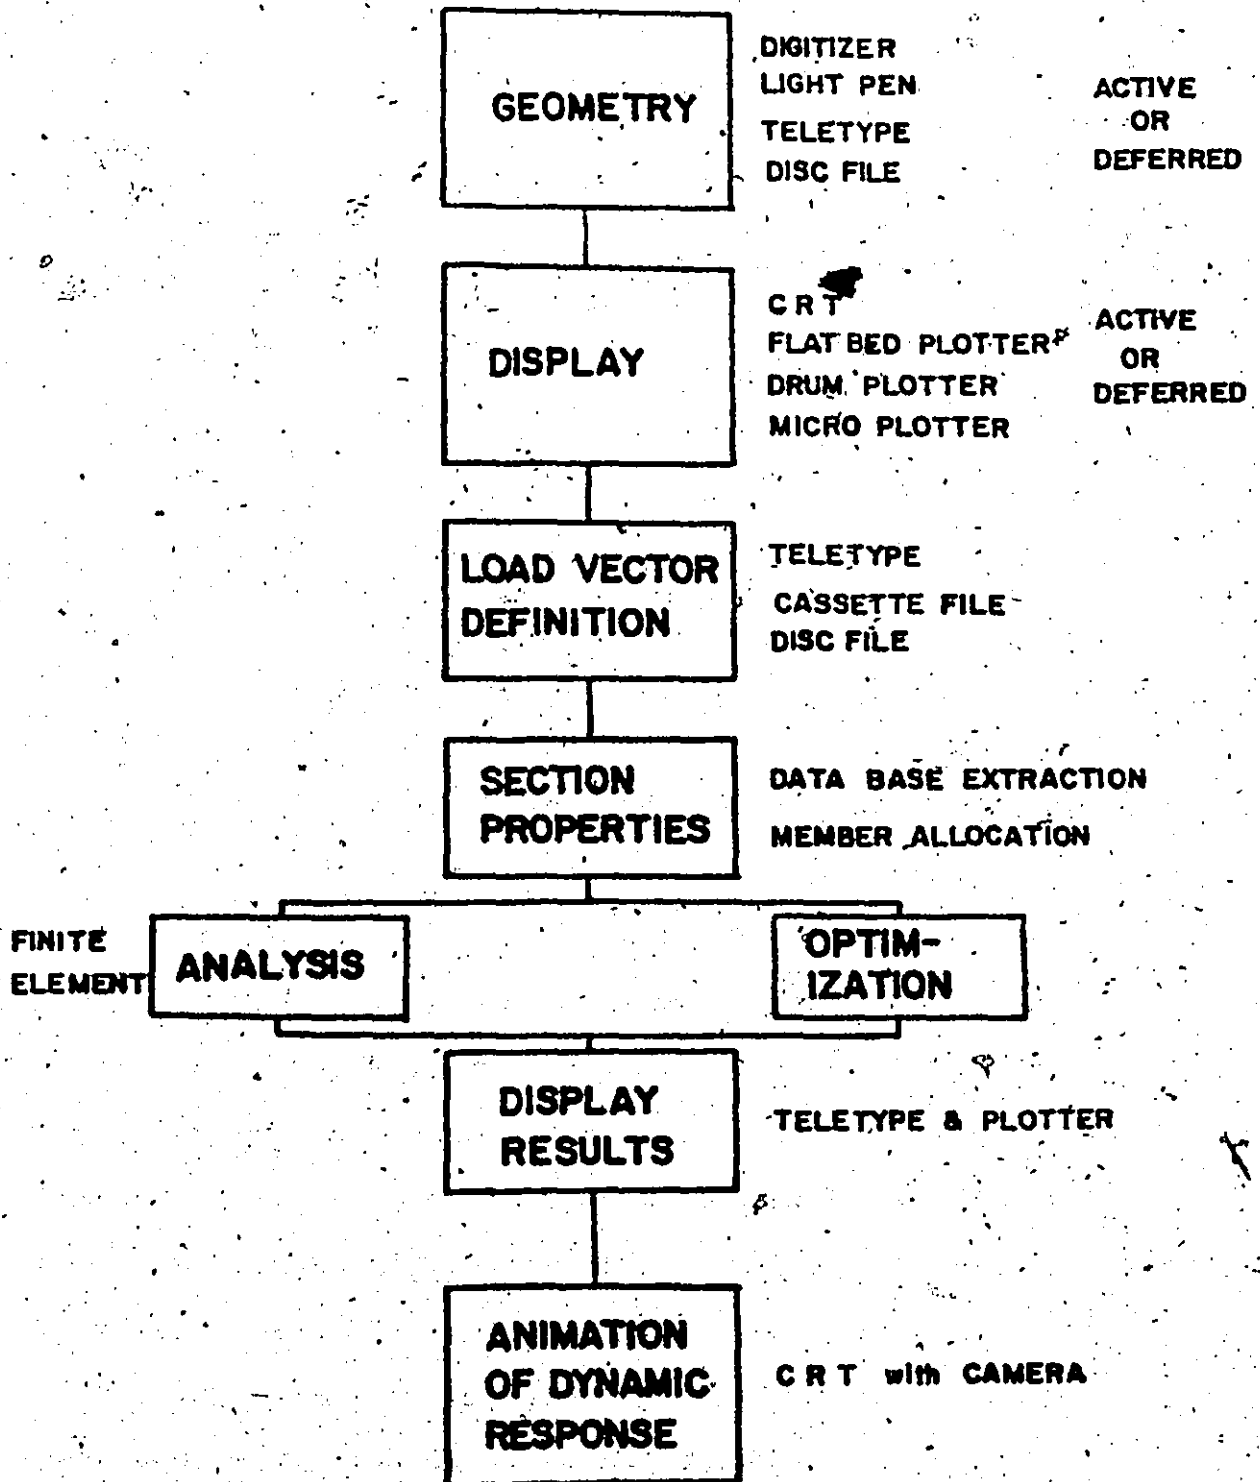 GEOMETRY
DIGITIZER
LIGHT PEN
TELETYPE
DISC FILE
ACTIVE
OR
DEFERRED
DISPLAY
C R T
FLAT BED PLOTTER
DRUM PLOTTER
MICRO PLOTTER
ACTIVE
OR
DEFERRED
LOAD VECTOR
DEFINITION
TELETYPE
CASSETTE FILE
DISC FILE
SECTION
PROPERTIES
DATA BASE EXTRACTION
MEMBER ALLOCATION
FINITE
ELEMENT
ANALYSIS
OPTIM-
IZATION
DISPLAY
RESULTS
TELETYPE & PLOTTER
ANIMATION
OF DYNAMIC
RESPONSE
C R T with CAMERA